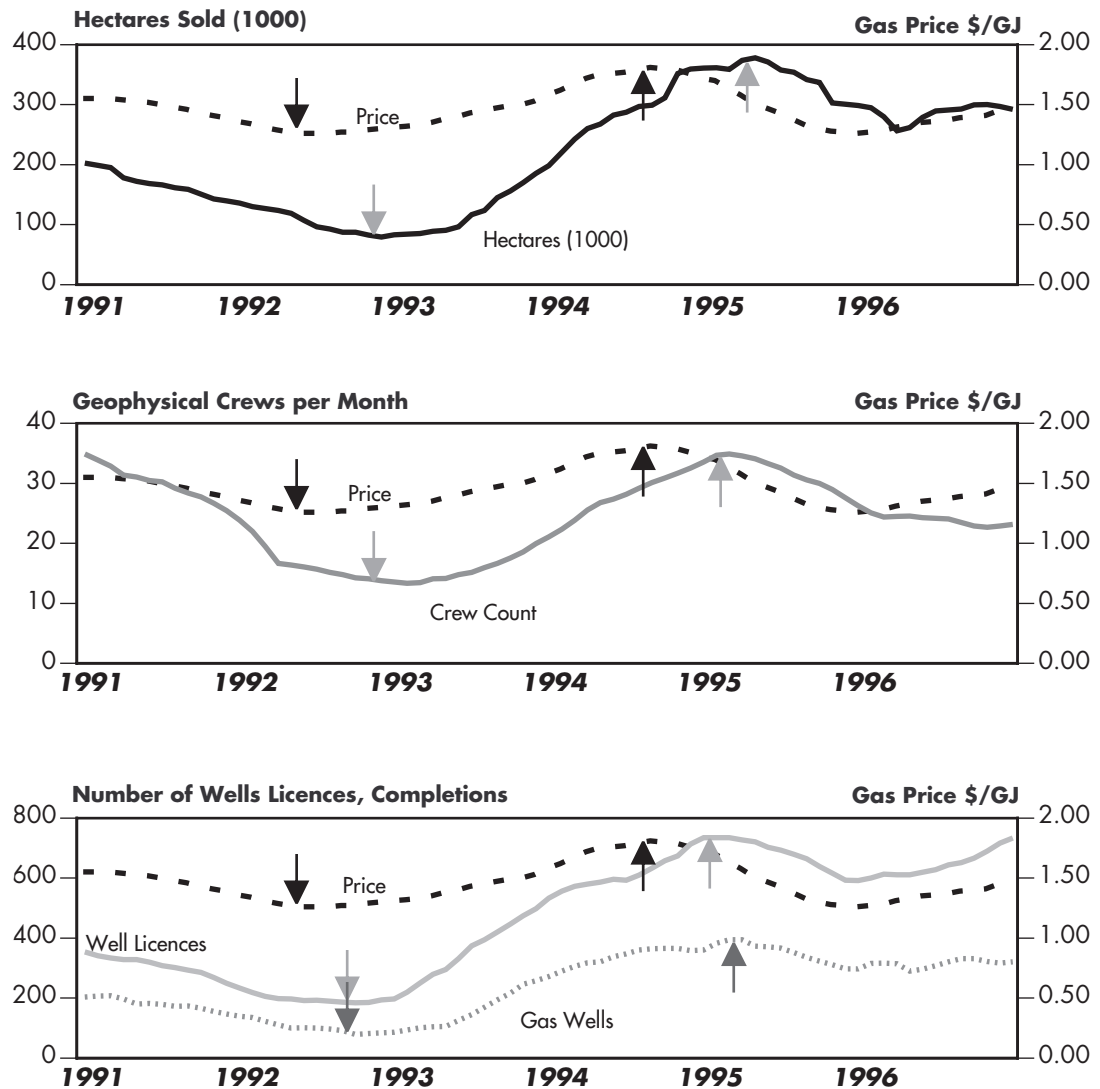 Hectares Sold (1000) Gas Price $/GJ
400 2.00
300 1.50
Price
200 1.00
100 0.50
Hectares (1000)
0 0.00
1991 1992 1993 1994 1995 1996
Geophysical Crews per Month Gas Price $/GJ
40 2.00
30 1.50
Price
20 1.00
10 0.50
Crew Count
0 0.00
1991 1992 1993 1994 1995 1996
Number of Wells Licences, Completions Gas Price $/GJ
800 2.00
600 1.50
Price
400 1.00
Well Licences
200 0.50
Gas Wells
0 0.00
1991 1992 1993 1994 1995 1996